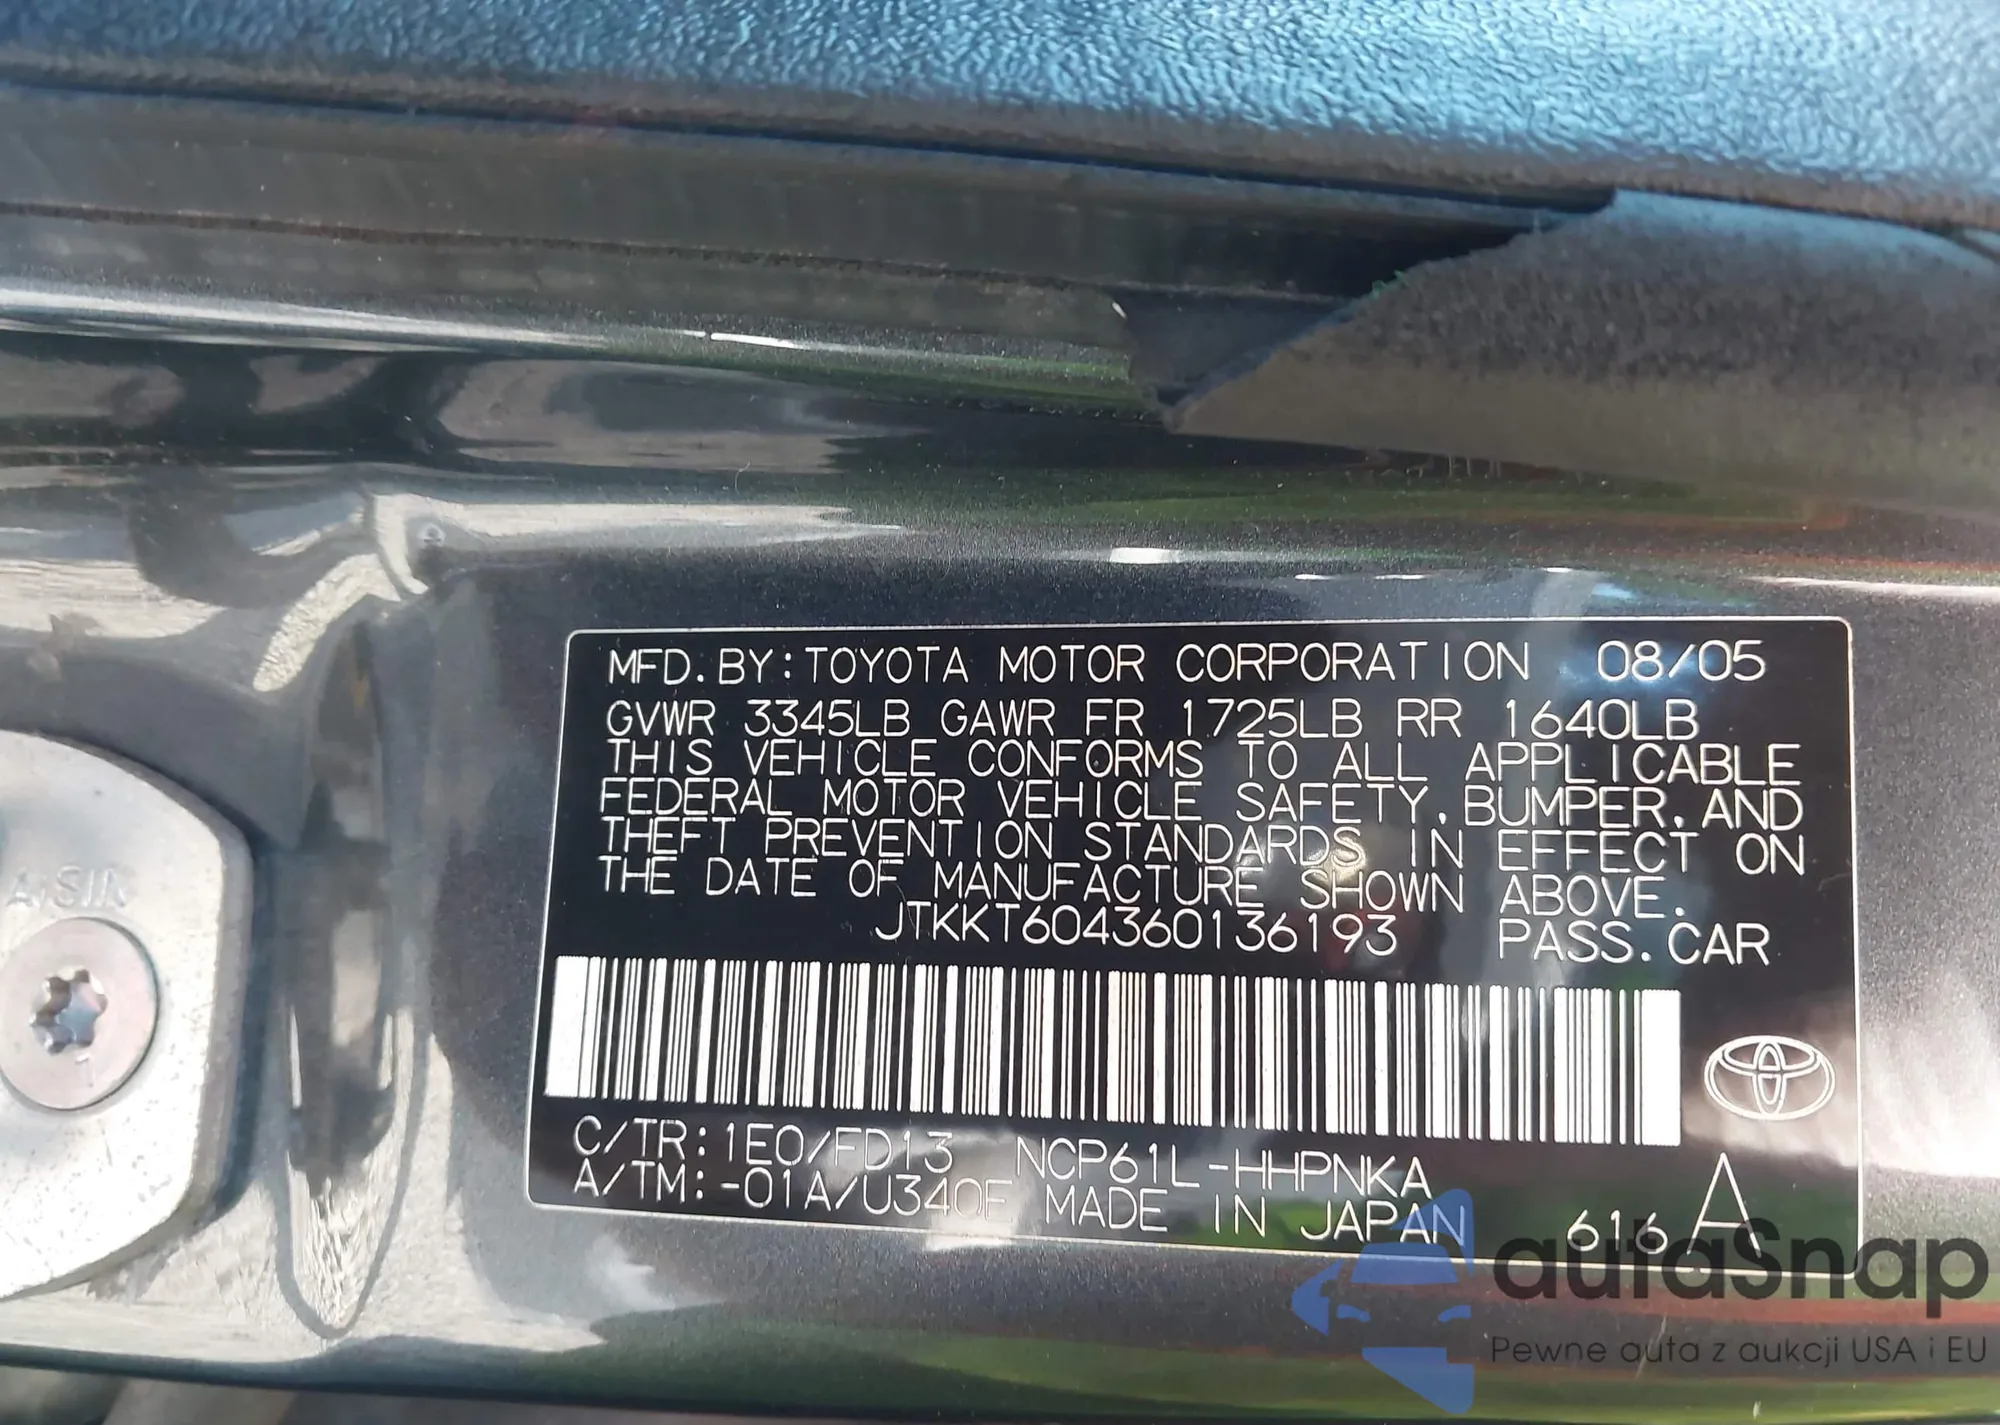 MFD. BY: TOYOTA MOTOR CORPORATION 08/05
GVWR 3345LB GAWR FR 1725LB RR 1640LB
THIS VEHICLE CONFORMS TO ALL APPLICABLE
FEDERAL MOTOR VEHICLE SAFETY, BUMPER, AND
THEFT PREVENTION STANDARDS IN EFFECT ON
THE DATE OF MANUFACTURE SHOWN ABOVE.
JTKKT604360136193 PASS. CAR
C/TR: 1E0/FD13 NCP61L-HHPNKA
A/TM: -01A/U340E MADE IN JAPAN 616 A
AISIN
autaSnap
Pewne auta z aukcji USA i EU